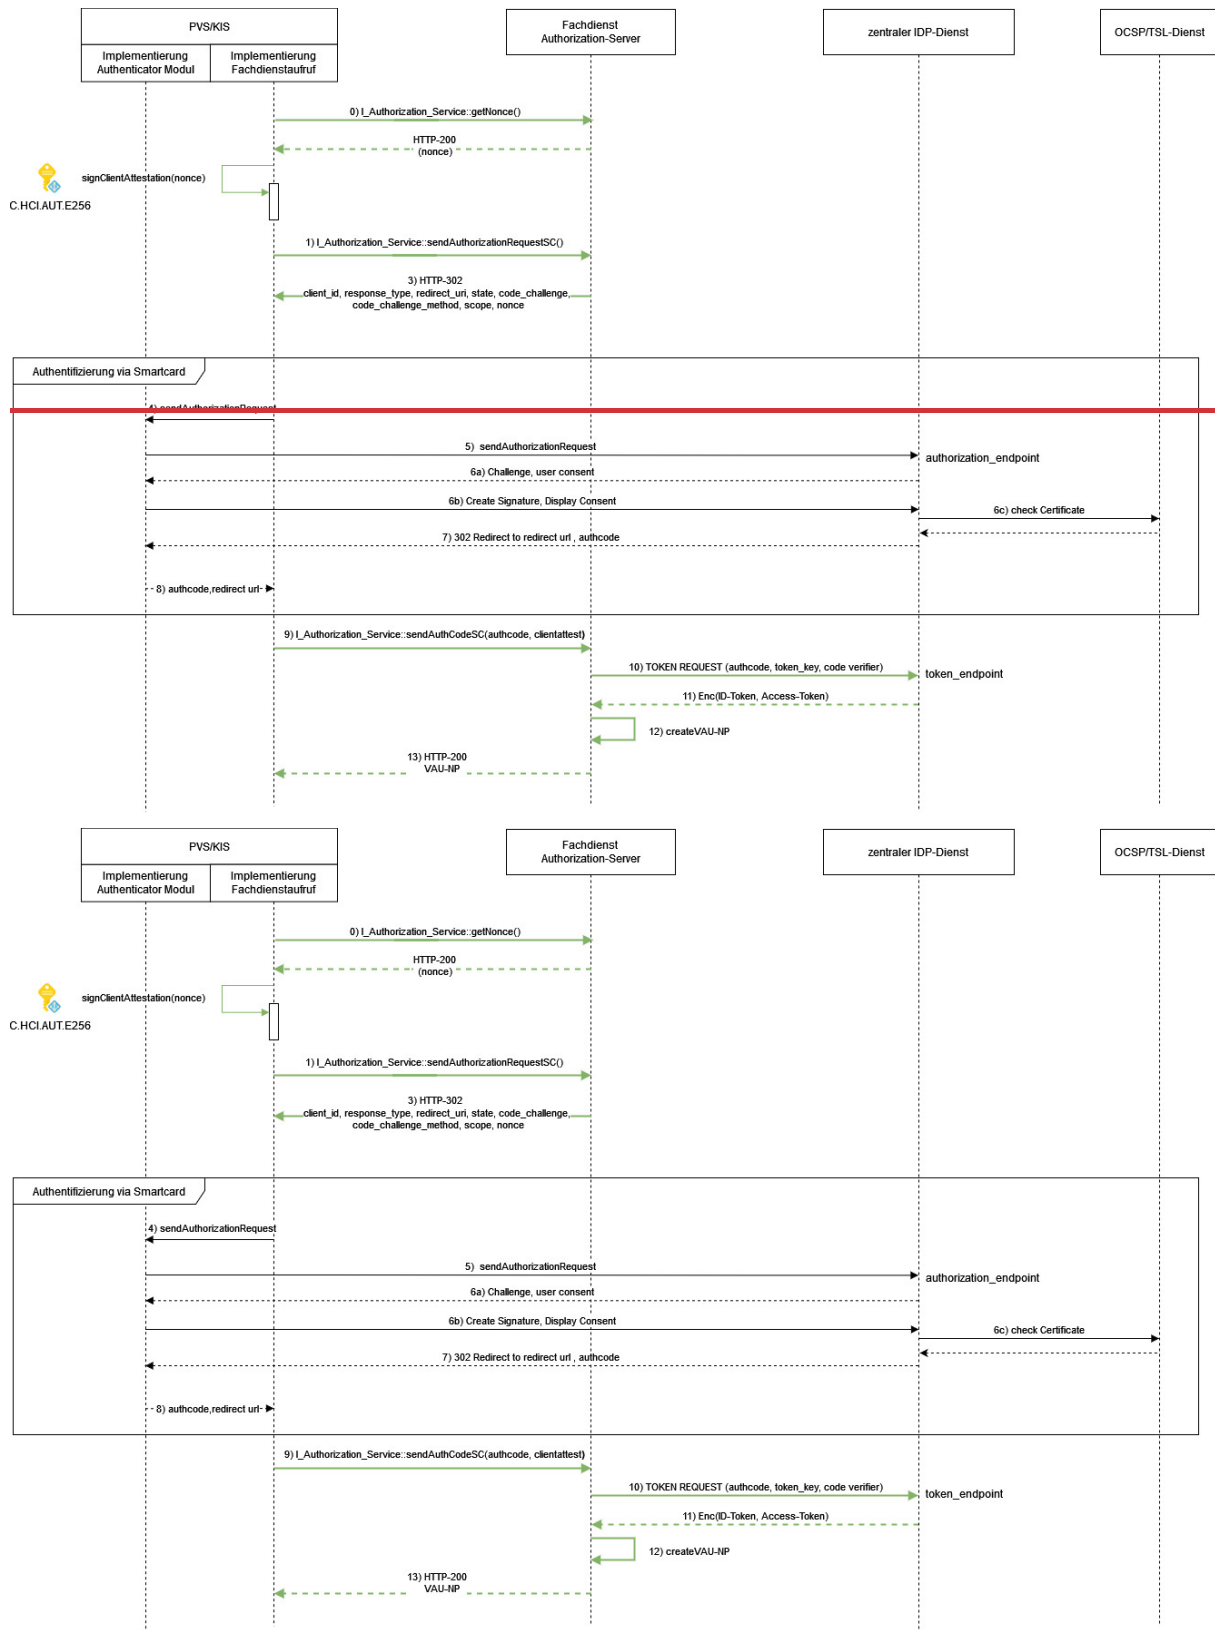 PVS/KIS
Implementierung
Authenticator Modul
Implementierung
Fachdienstaufruf
Fachdienst
Authorization-Server
zentraler IDP-Dienst
OCSP/TSL-Dienst
0) I_Authorization_Service::getNonce()
HTTP-200
(nonce)
signClientAttestation(nonce)
C.HCI.AUT.E256
1) I_Authorization_Service::sendAuthorizationRequestSC()
3) HTTP-302
client_id, response_type, redirect_uri, state, code_challenge,
code_challenge_method, scope, nonce
Authentifizierung via Smartcard
4) sendAuthorizationRequest
5) sendAuthorizationRequest
authorization_endpoint
6a) Challenge, user consent
6b) Create Signature, Display Consent
6c) check Certificate
7) 302 Redirect to redirect url , authcode
8) authcode,redirect url
9) I_Authorization_Service::sendAuthCodeSC(authcode, clientattest)
10) TOKEN REQUEST (authcode, token_key, code verifier)
token_endpoint
11) Enc(ID-Token, Access-Token)
12) createVAU-NP
13) HTTP-200
VAU-NP
PVS/KIS
Implementierung
Authenticator Modul
Implementierung
Fachdienstaufruf
Fachdienst
Authorization-Server
zentraler IDP-Dienst
OCSP/TSL-Dienst
0) I_Authorization_Service::getNonce()
HTTP-200
(nonce)
signClientAttestation(nonce)
C.HCI.AUT.E256
1) I_Authorization_Service::sendAuthorizationRequestSC()
3) HTTP-302
client_id, response_type, redirect_uri, state, code_challenge,
code_challenge_method, scope, nonce
Authentifizierung via Smartcard
4) sendAuthorizationRequest
5) sendAuthorizationRequest
authorization_endpoint
6a) Challenge, user consent
6b) Create Signature, Display Consent
6c) check Certificate
7) 302 Redirect to redirect url , authcode
8) authcode,redirect url
9) I_Authorization_Service::sendAuthCodeSC(authcode, clientattest)
10) TOKEN REQUEST (authcode, token_key, code verifier)
token_endpoint
11) Enc(ID-Token, Access-Token)
12) createVAU-NP
13) HTTP-200
VAU-NP